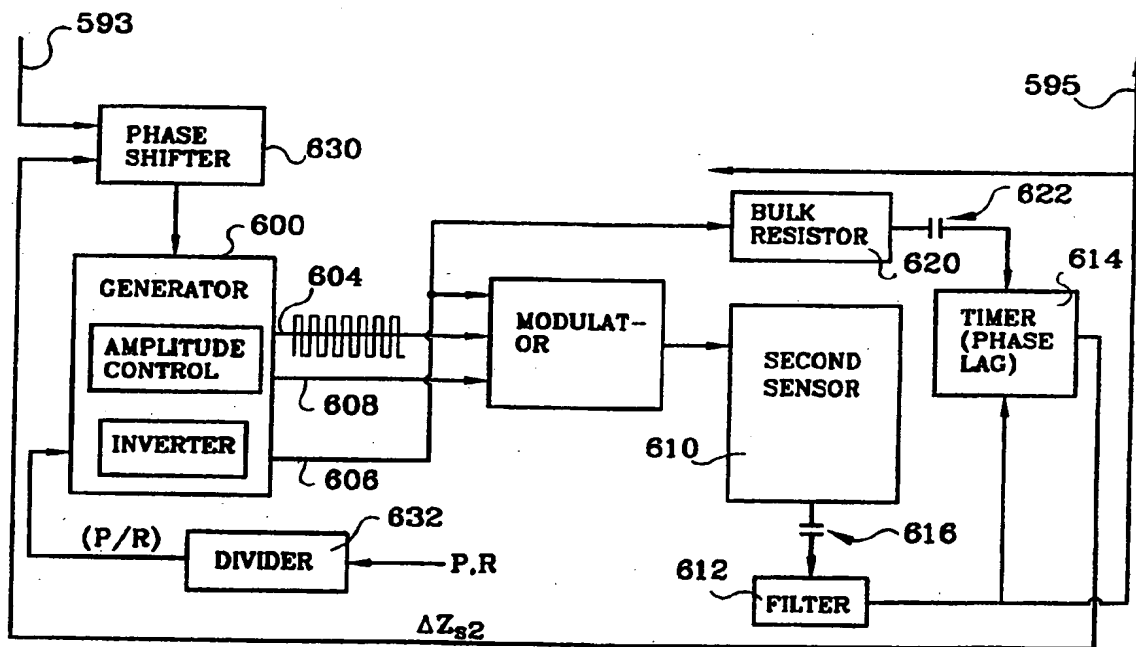 593
595
PHASE
SHIFTER
630
600
622
BULK
RESISTOR
620
614
GENERATOR
604
MODULAT-
OR
TIMER
(PHASE
LAG)
AMPLITUDE
CONTROL
608
SECOND
SENSOR
INVERTER
606
610
(P/R)
632
616
DIVIDER
P,R
612
FILTER
ΔZs2